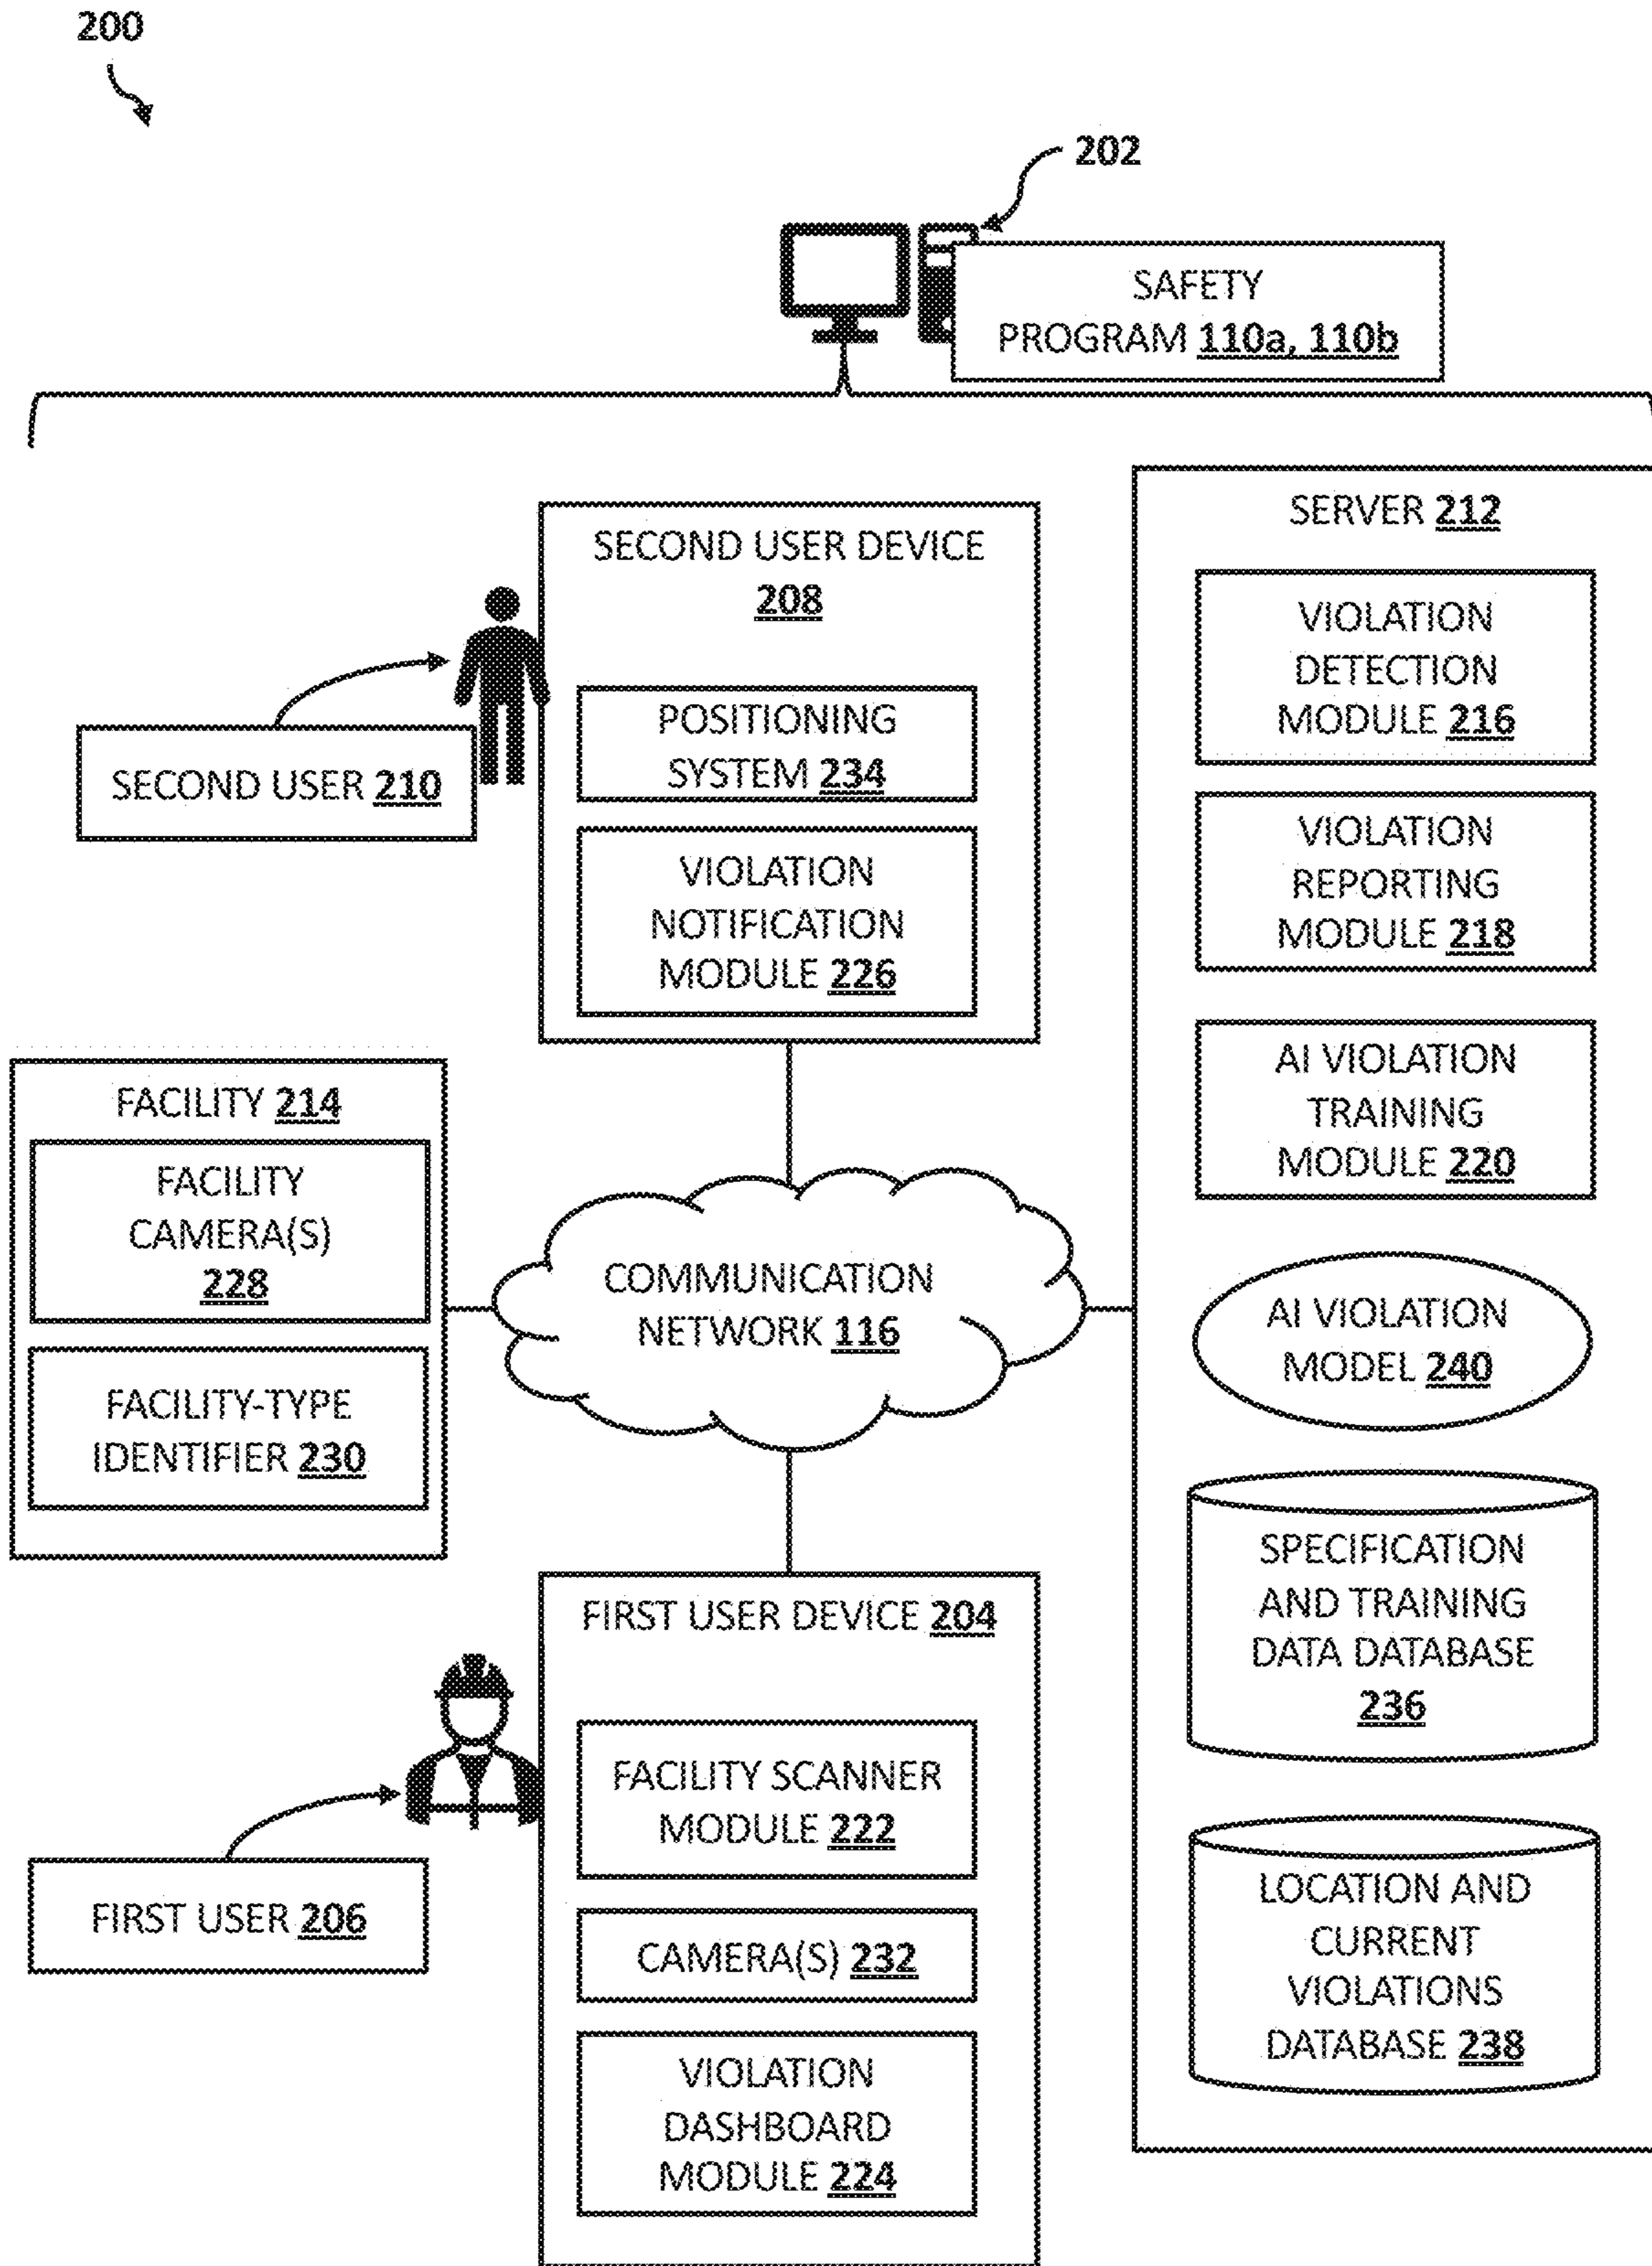 200
202
SAFETY
PROGRAM 110a, 110b
SECOND USER DEVICE
208
POSITIONING
SYSTEM 234
VIOLATION
NOTIFICATION
MODULE 226
SECOND USER 210
SERVER 212
VIOLATION
DETECTION
MODULE 216
VIOLATION
REPORTING
MODULE 218
AI VIOLATION
TRAINING
MODULE 220
AI VIOLATION
MODEL 240
SPECIFICATION
AND TRAINING
DATA DATABASE
236
LOCATION AND
CURRENT
VIOLATIONS
DATABASE 238
FACILITY 214
FACILITY
CAMERA(S)
228
FACILITY-TYPE
IDENTIFIER 230
COMMUNICATION
NETWORK 116
FIRST USER DEVICE 204
FACILITY SCANNER
MODULE 222
CAMERA(S) 232
VIOLATION
DASHBOARD
MODULE 224
FIRST USER 206